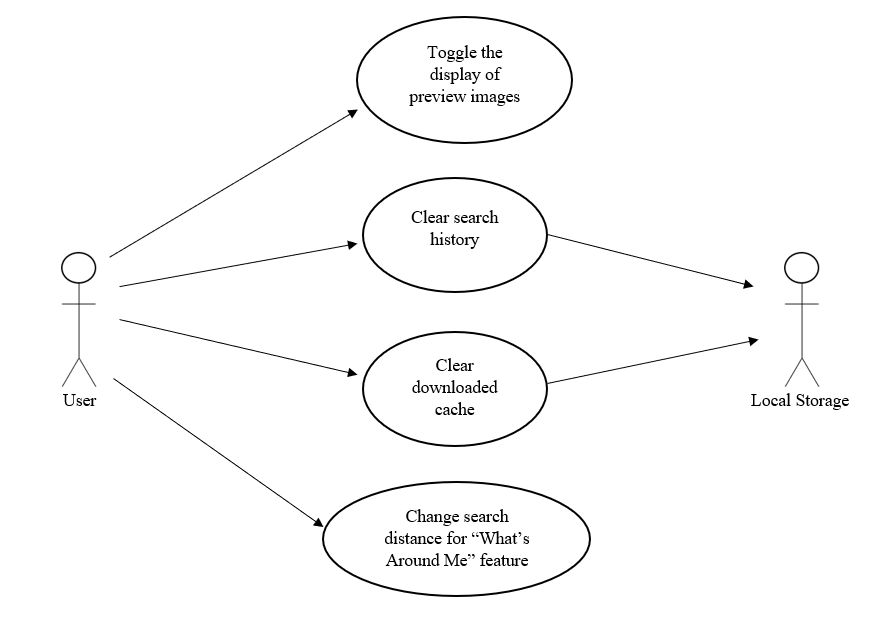 Toggle the
display of
preview images
Clear search
history
User
Local Storage
Clear
downloaded
cache
Change search
distance for “What’s
Around Me” feature